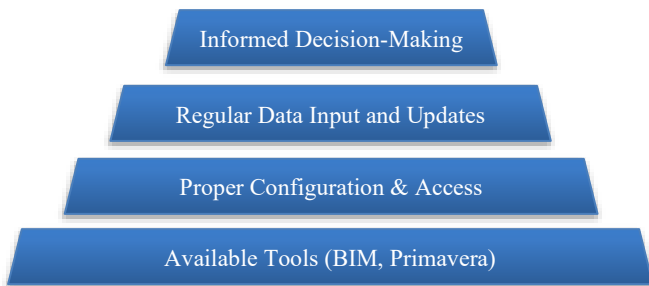 Informed Decision-Making
Regular Data Input and Updates
Proper Configuration & Access
Available Tools (BIM, Primavera)